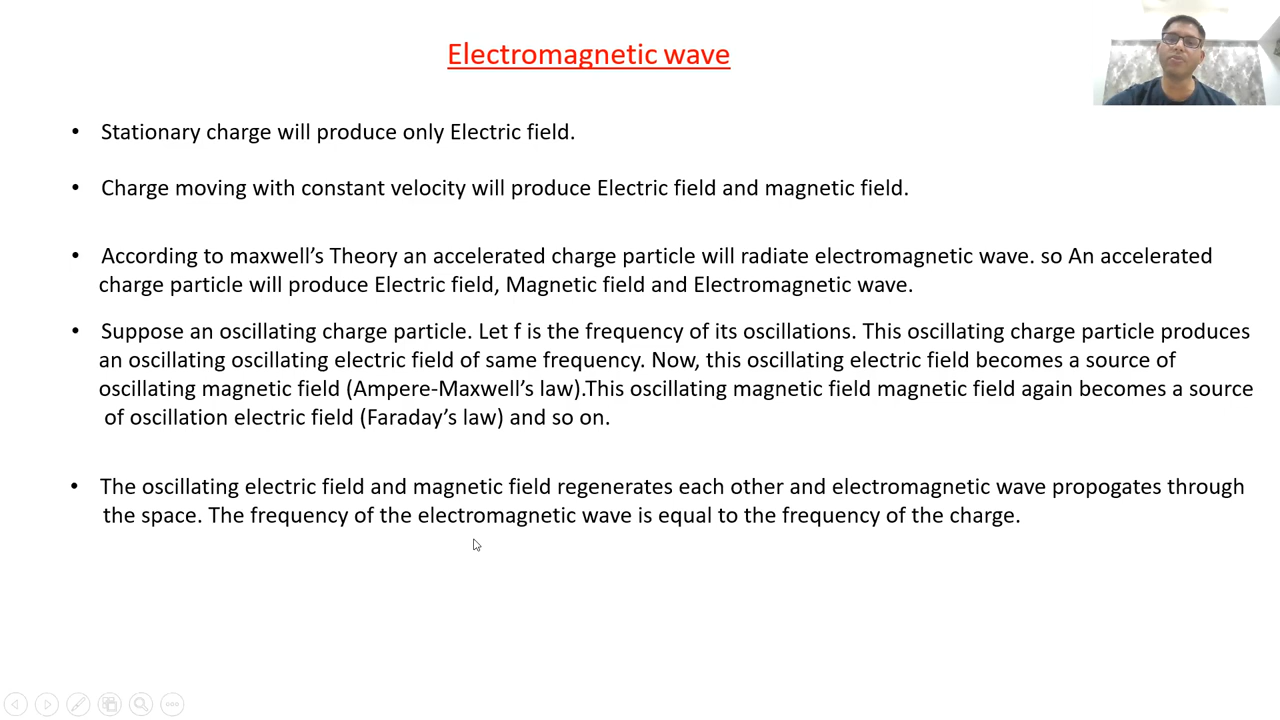 Electromagnetic wave
• Stationary charge will produce only Electric field.
• Charge moving with constant velocity will produce Electric field and magnetic field.
• According to maxwell's Theory an accelerated charge particle will radiate electromagnetic wave. so An accelerated
charge particle will produce Electric field, Magnetic field and Electromagnetic wave.
• Suppose an oscillating charge particle. Let f is the frequency of its oscillations. This oscillating charge particle produces
an oscillating oscillating electric field of same frequency. Now, this oscillating electric field becomes a source of
oscillating magnetic field (Ampere-Maxwell's law).This oscillating magnetic field magnetic field again becomes a source
of oscillation electric field (Faraday's law) and so on.
• The oscillating electric field and magnetic field regenerates each other and electromagnetic wave propogates through
the space. The frequency of the electromagnetic wave is equal to the frequency of the charge.